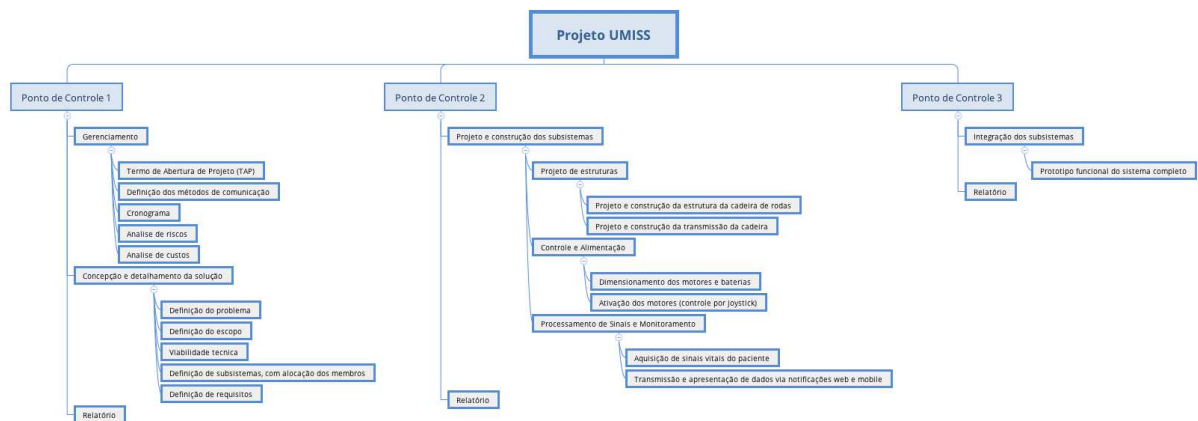 Projeto UMISS
Ponto de Controle 1
Gerenciamento
Termo de Abertura de Projeto (TAP)
Definição dos métodos de comunicação
Cronograma
Analise de riscos
Analise de custos
Concepção e detalhamento da solução
Definição do problema
Definição do escopo
Viabilidade tecnica
Definição de subsistemas, com alocação dos membros
Definição de requisitos
Relatório
Ponto de Controle 2
Projeto e construção dos subsistemas
Projeto de estruturas
Projeto e construção da estrutura da cadeira de rodas
Projeto e construção da transmissão da cadeira
Controle e Alimentação
Dimensionamento dos motores e baterias
Ativação dos motores (controle por joystick)
Processamento de Sinais e Monitoramento
Aquisição de sinais vitais do paciente
Transmissão e apresentação de dados via notificações web e mobile
Relatório
Ponto de Controle 3
Integração dos subsistemas
Prototipo funcional do sistema completo
Relatório